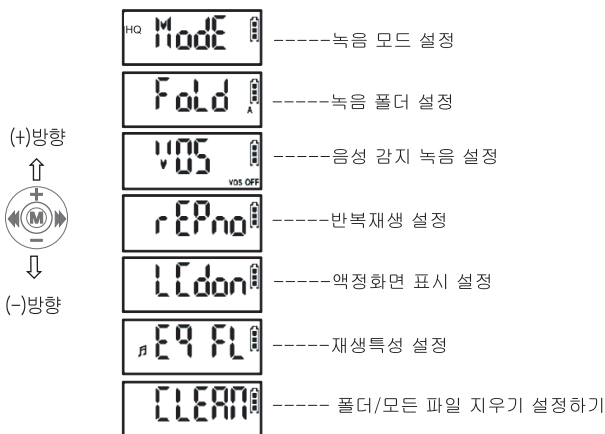 HQ ModE -----녹음 모드 설정
FoLd A -----녹음 폴더 설정
VOS VOS OFF -----음성 감지 녹음 설정
rEPno -----반복재생 설정
LCdon -----액정화면 표시 설정
EQ FL -----재생특성 설정
CLEAR ----- 폴더/모든 파일 지우기 설정하기
(+)방향
+
M
−
(-)방향